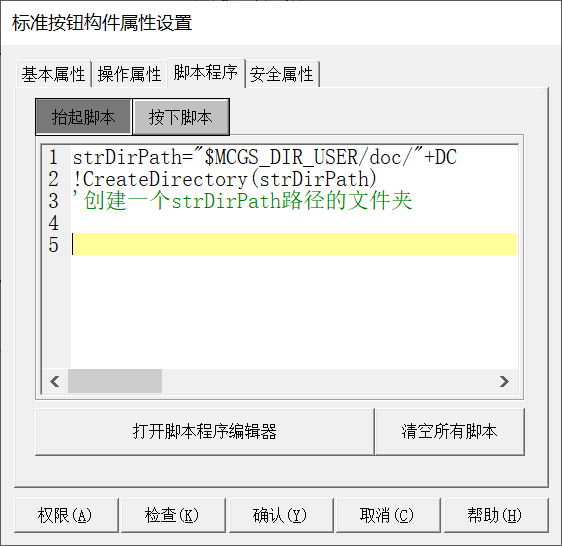 标准按钮构件属性设置
基本属性 操作属性 脚本程序 安全属性
抬起脚本 按下脚本
1 strDirPath="$MCGS_DIR_USER/doc/"+DC
2 !CreateDirectory(strDirPath)
3 '创建一个strDirPath路径的文件夹
4
5
打开脚本程序编辑器 清空所有脚本
权限(A) 检查(K) 确认(Y) 取消(C) 帮助(H)